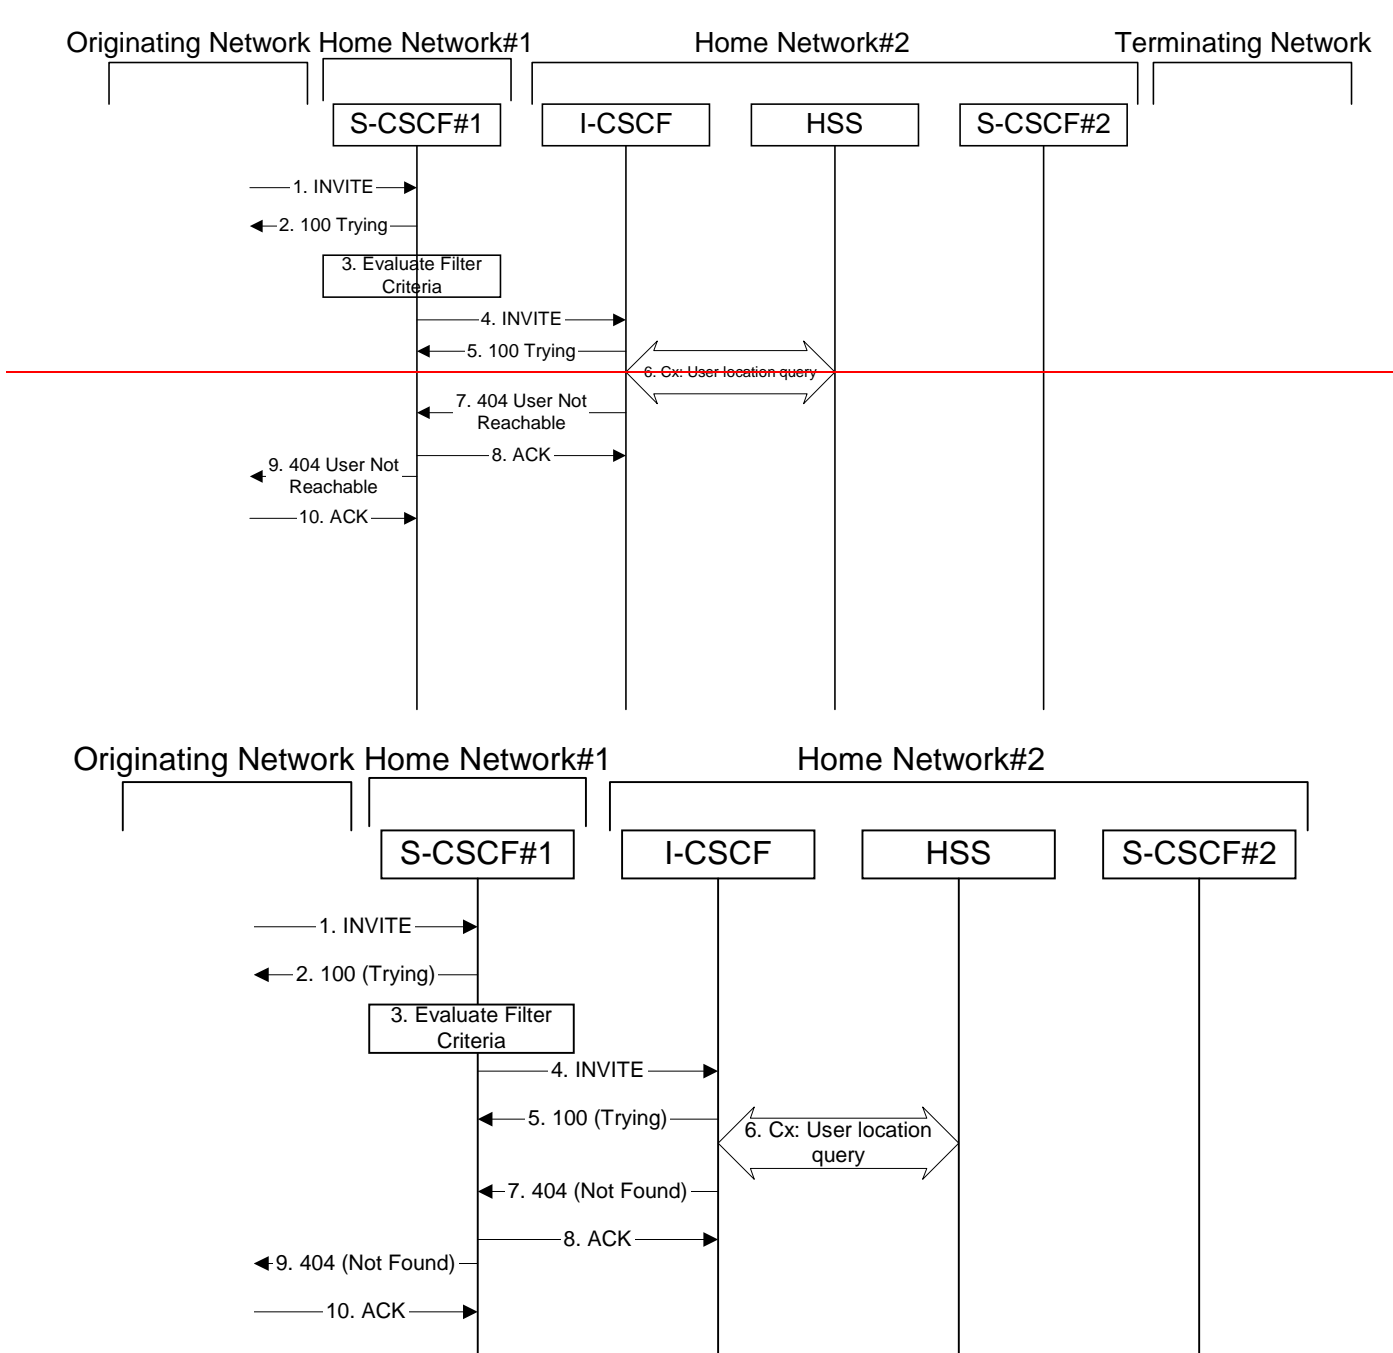 Originating Network Home Network#1 Home Network#2 Terminating Network
S-CSCF#1 I-CSCF HSS S-CSCF#2
1. INVITE
2. 100 Trying
3. Evaluate Filter
Criteria
4. INVITE
5. 100 Trying
6. Cx: User location query
7. 404 User Not
Reachable
8. ACK
9. 404 User Not
Reachable
10. ACK
Originating Network Home Network#1 Home Network#2
S-CSCF#1 I-CSCF HSS S-CSCF#2
1. INVITE
2. 100 (Trying)
3. Evaluate Filter
Criteria
4. INVITE
5. 100 (Trying)
6. Cx: User location
query
7. 404 (Not Found)
8. ACK
9. 404 (Not Found)
10. ACK